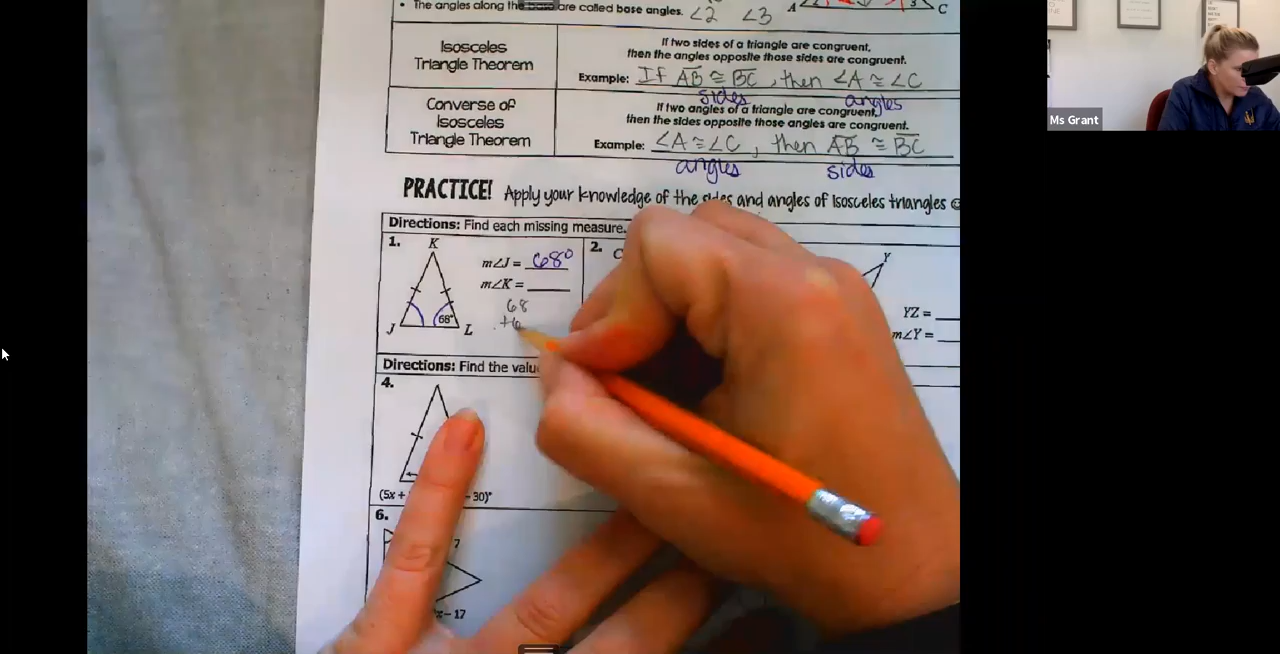 • The angles along the base are called base angles. ∠2 ∠3
A 3 C
Isosceles
Triangle Theorem
If two sides of a triangle are congruent,
then the angles opposite those sides are congruent.
Example: If AB ≅ BC, then ∠A ≅ ∠C
sides angles
Converse of
Isosceles
Triangle Theorem
If two angles of a triangle are congruent,
then the sides opposite those angles are congruent.
Example: ∠A ≅ ∠C, then AB ≅ BC
angles sides
PRACTICE! Apply your knowledge of the sides and angles of Isosceles triangles ☺
Directions: Find each missing measure.
1.
K
J
68°
L
m∠J = 68°
m∠K =
68
+6
2.
Y
YZ =
m∠Y =
Directions: Find the
4.
(5x +
- 30)°
6.
7
x – 17
Ms Grant